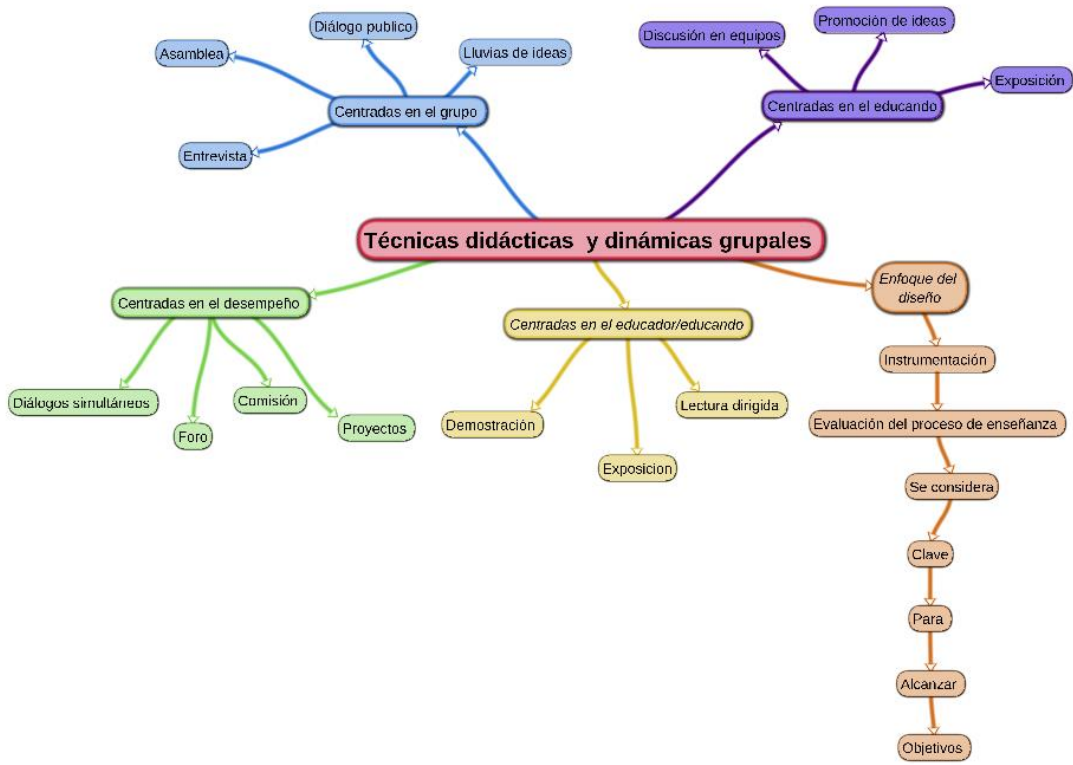 Diálogo publico
Asamblea
Lluvias de ideas
Centradas en el grupo
Entrevista
Promoción de ideas
Discusión en equipos
Exposición
Centradas en el educando
Técnicas didácticas y dinámicas grupales
Centradas en el desempeño
Diálogos simultáneos
Foro
Comisión
Proyectos
Centradas en el educador/educando
Demostración
Exposicion
Lectura dirigida
Enfoque del
diseño
Instrumentación
Evaluación del proceso de enseñanza
Se considera
Clave
Para
Alcanzar
Objetivos